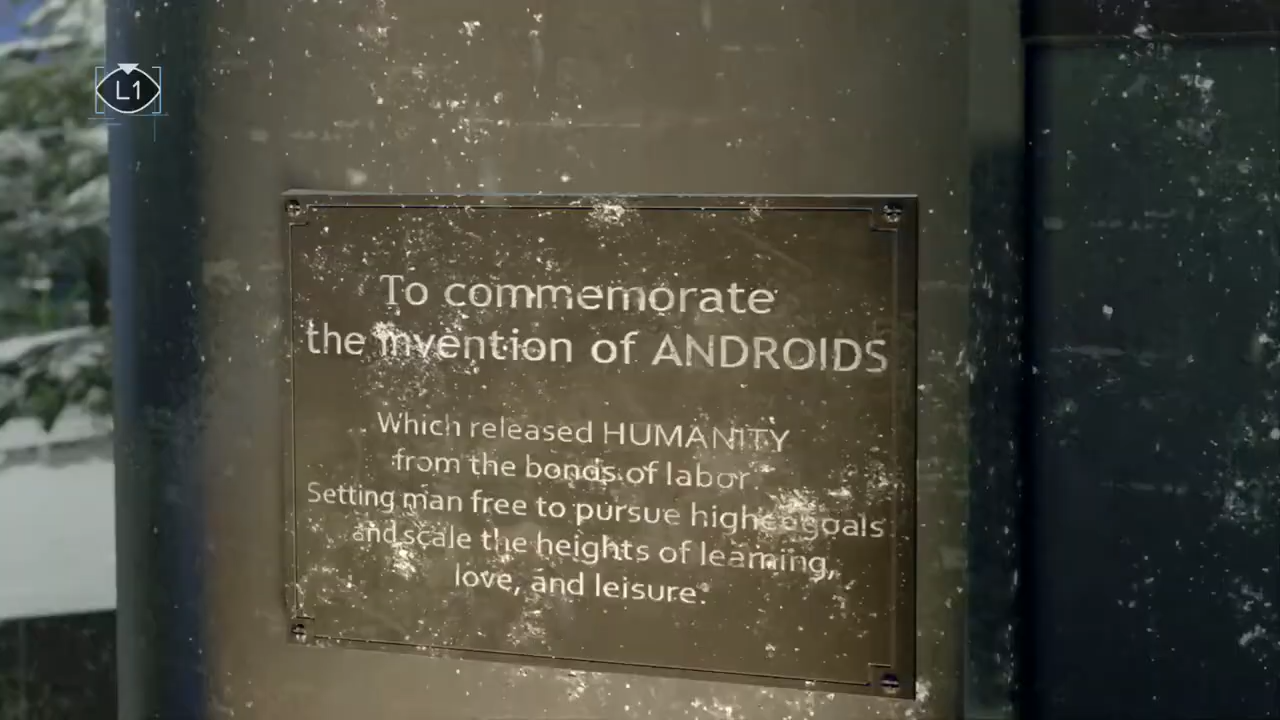 L1
To commemorate
the invention of ANDROIDS
Which released HUMANITY
from the bonds of labor
Setting man free to pursue higher goals
and scale the heights of learning,
love, and leisure.